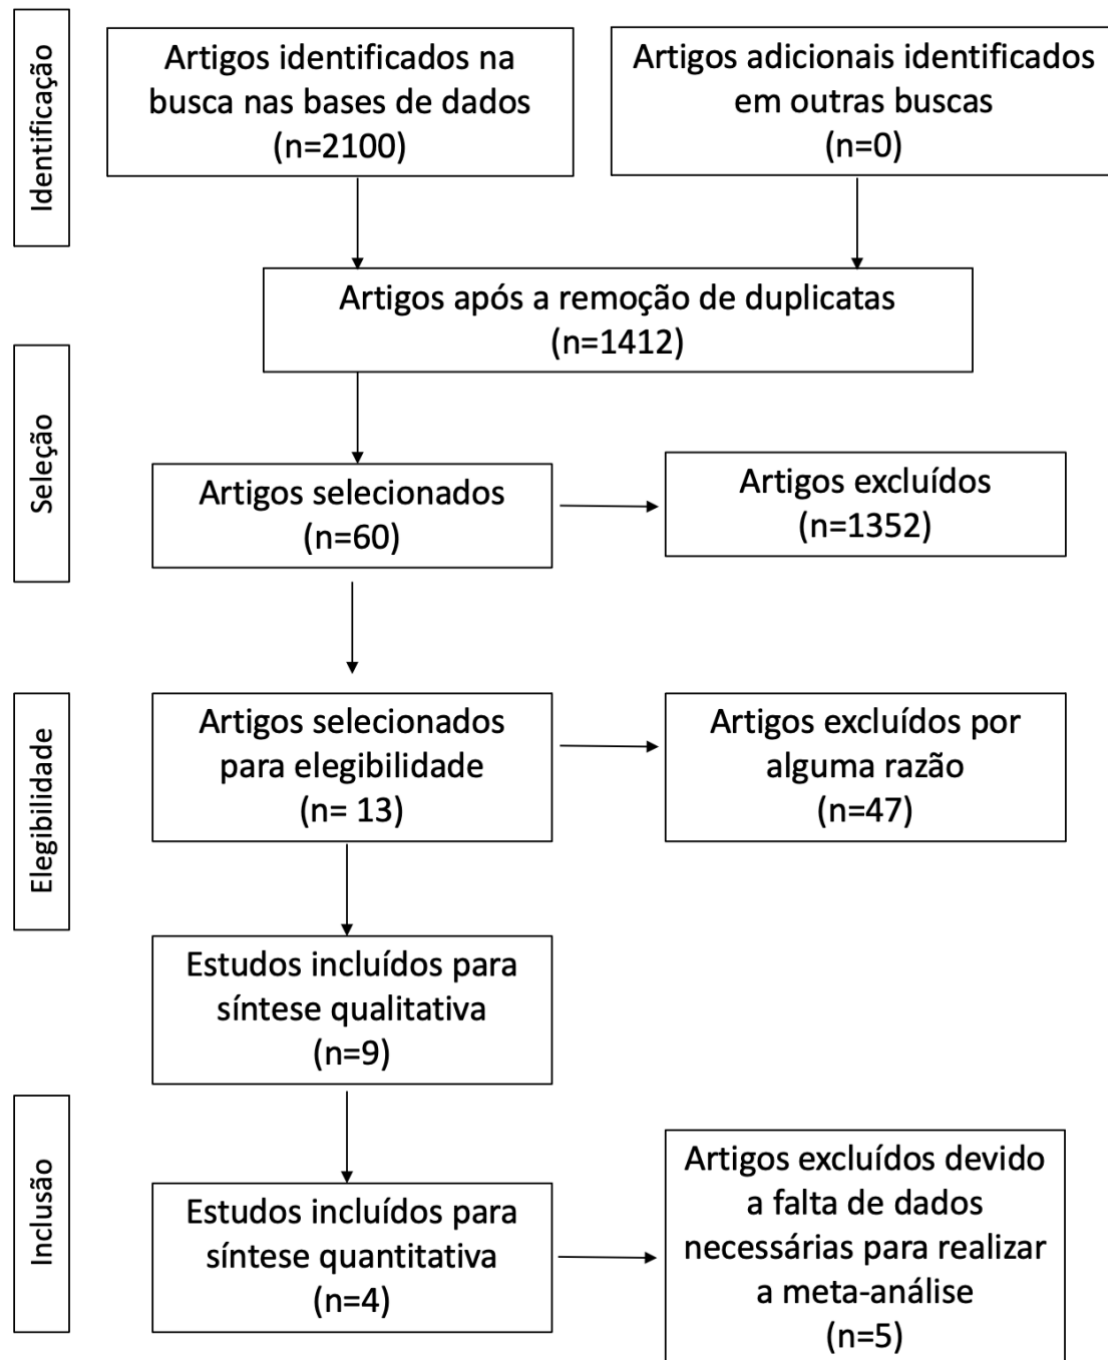 Identificação
Artigos identificados na
busca nas bases de dados
(n=2100)
Artigos adicionais identificados
em outras buscas
(n=0)
Artigos após a remoção de duplicatas
(n=1412)
Seleção
Artigos selecionados
(n=60)
Artigos excluídos
(n=1352)
Elegibilidade
Artigos selecionados
para elegibilidade
(n= 13)
Artigos excluídos por
alguma razão
(n=47)
Estudos incluídos para
síntese qualitativa
(n=9)
Inclusão
Estudos incluídos para
síntese quantitativa
(n=4)
Artigos excluídos devido
a falta de dados
necessárias para realizar
a meta-análise
(n=5)